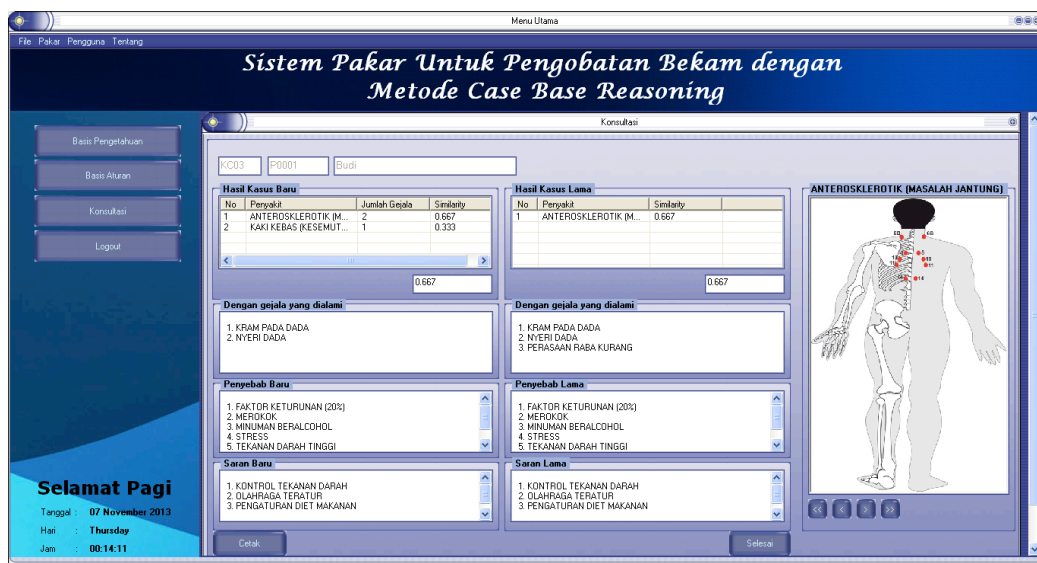 Menu Utama
File Pakar Pengguna Tentang
Sistem Pakar Untuk Pengobatan Bekam dengan
Metode Case Base Reasoning
Basis Pengetahuan
Basis Aturan
Konsultasi
Logout
Selamat Pagi
Tanggal : 07 November 2013
Hari : Thursday
Jam : 00:14:11
Konsultasi
KC03 P0001 Budi
Hasil Kasus Baru
No Penyakit Jumlah Gejala Similarity
1 ANTEROSKLEROTIK (M... 2 0.667
2 KAKI KEBAS (KESEMUT... 1 0.333
0.667
Hasil Kasus Lama
No Penyakit Similarity
1 ANTEROSKLEROTIK (M... 0.667
0.667
Dengan gejala yang dialami
1. KRAM PADA DADA
2. NYERI DADA
Dengan gejala yang dialami
1. KRAM PADA DADA
2. NYERI DADA
3. PERASAAN RABA KURANG
Penyebab Baru
1. FAKTOR KETURUNAN (20%)
2. MEROKOK
3. MINUMAN BERALCOHOL
4. STRESS
5. TEKANAN DARAH TINGGI
Penyebab Lama
1. FAKTOR KETURUNAN (20%)
2. MEROKOK
3. MINUMAN BERALCOHOL
4. STRESS
5. TEKANAN DARAH TINGGI
Saran Baru
1. KONTROL TEKANAN DARAH
2. OLAHRAGA TERATUR
3. PENGATURAN DIET MAKANAN
Saran Lama
1. KONTROL TEKANAN DARAH
2. OLAHRAGA TERATUR
3. PENGATURAN DIET MAKANAN
Cetak
Selesai
ANTEROSKLEROTIK (MASALAH JANTUNG)